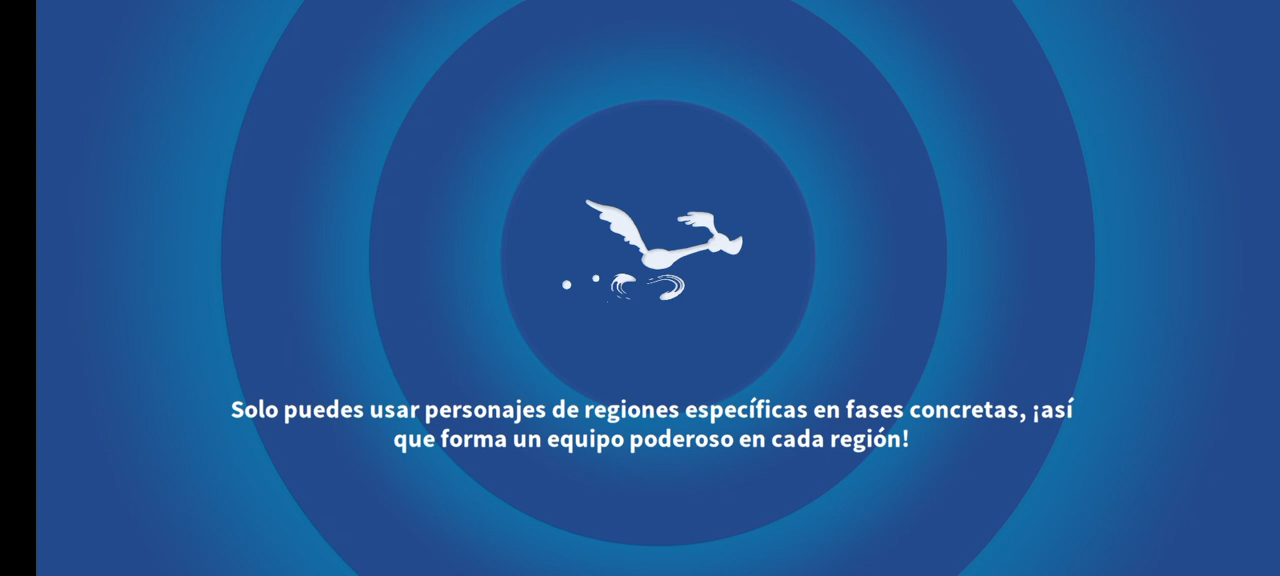 Solo puedes usar personajes de regiones específicas en fases concretas, ¡así
que forma un equipo poderoso en cada región!